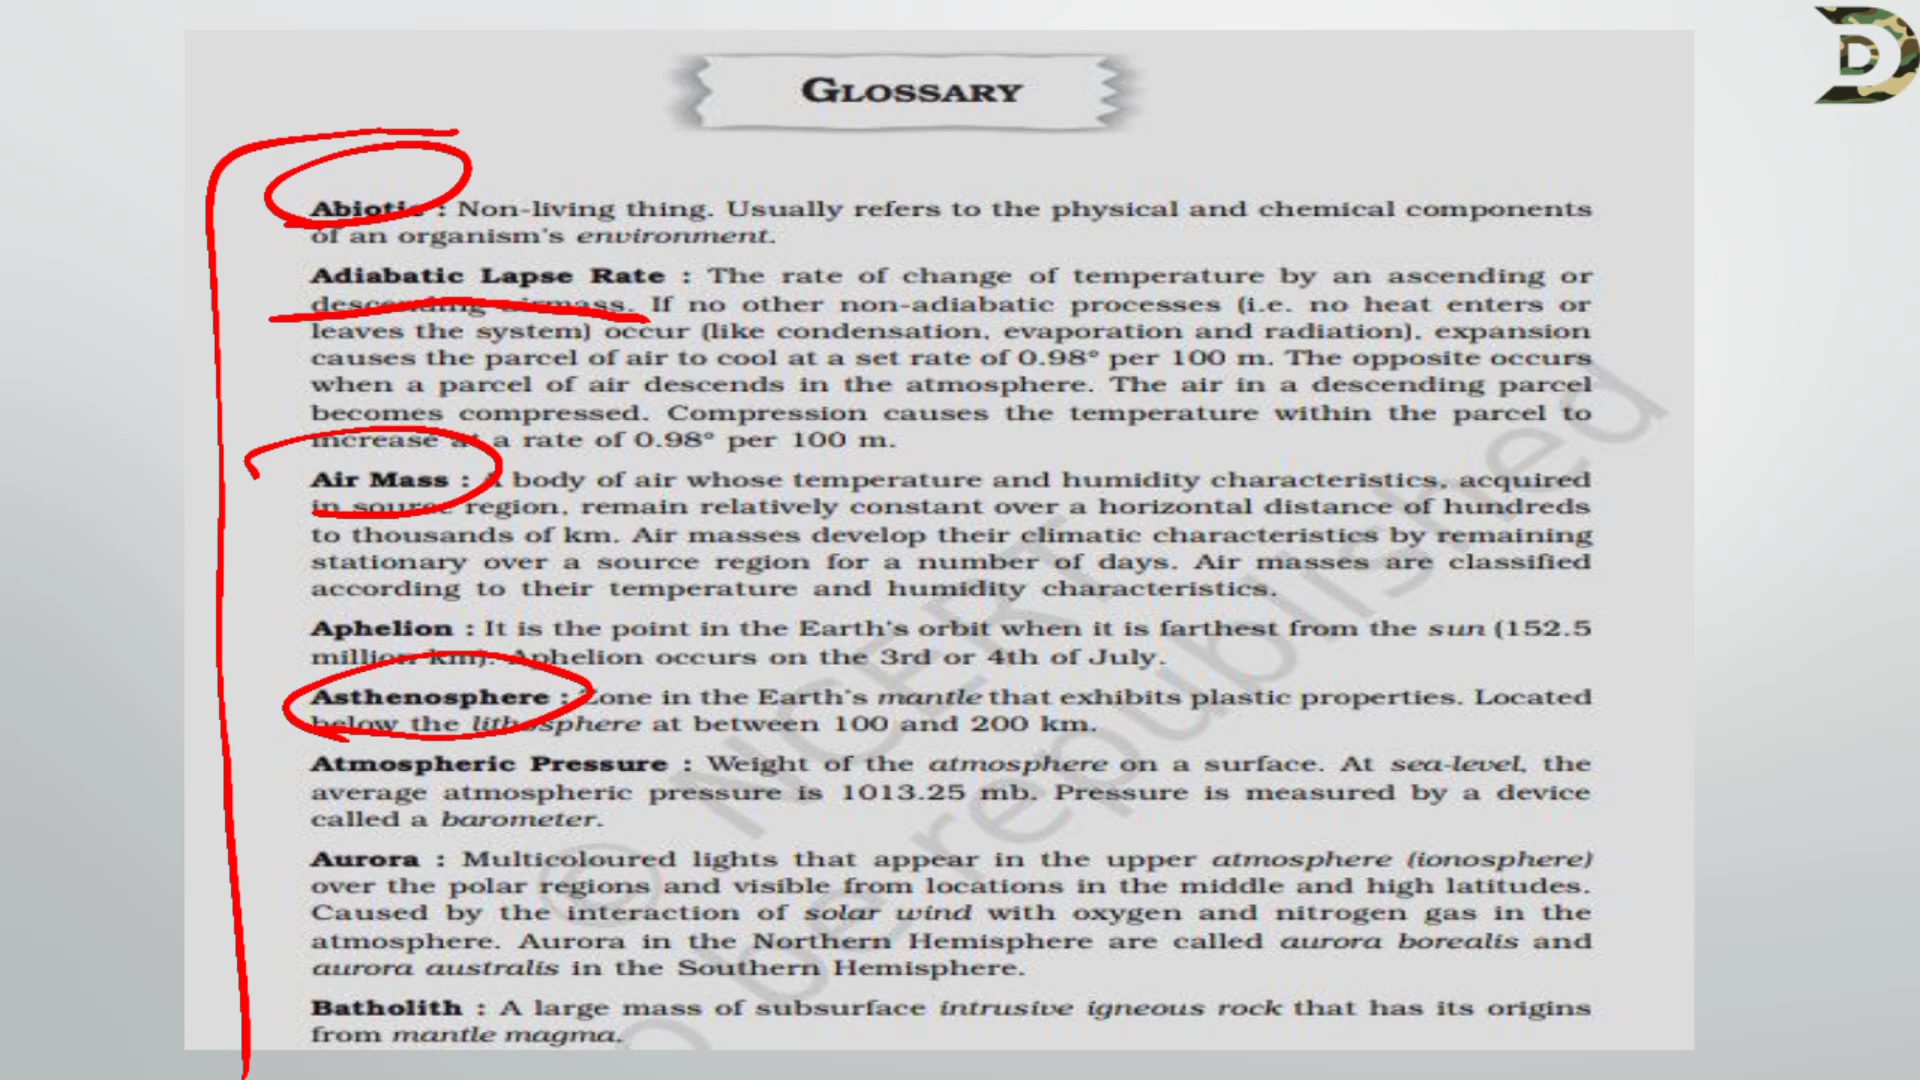 GLOSSARY
Abiotic : Non-living thing. Usually refers to the physical and chemical components
of an organism's environment.
Adiabatic Lapse Rate : The rate of change of temperature by an ascending or
descending airmass. If no other non-adiabatic processes (i.e. no heat enters or
leaves the system) occur (like condensation, evaporation and radiation), expansion
causes the parcel of air to cool at a set rate of 0.98° per 100 m. The opposite occurs
when a parcel of air descends in the atmosphere. The air in a descending parcel
becomes compressed. Compression causes the temperature within the parcel to
increase at a rate of 0.98° per 100 m.
Air Mass : A body of air whose temperature and humidity characteristics, acquired
in source region, remain relatively constant over a horizontal distance of hundreds
to thousands of km. Air masses develop their climatic characteristics by remaining
stationary over a source region for a number of days. Air masses are classified
according to their temperature and humidity characteristics.
Aphelion : It is the point in the Earth's orbit when it is farthest from the sun (152.5
million km). Aphelion occurs on the 3rd or 4th of July.
Asthenosphere : Zone in the Earth's mantle that exhibits plastic properties. Located
below the lithosphere at between 100 and 200 km.
Atmospheric Pressure : Weight of the atmosphere on a surface. At sea-level, the
average atmospheric pressure is 1013.25 mb. Pressure is measured by a device
called a barometer.
Aurora : Multicoloured lights that appear in the upper atmosphere (ionosphere)
over the polar regions and visible from locations in the middle and high latitudes.
Caused by the interaction of solar wind with oxygen and nitrogen gas in the
atmosphere. Aurora in the Northern Hemisphere are called aurora borealis and
aurora australis in the Southern Hemisphere.
Batholith : A large mass of subsurface intrusive igneous rock that has its origins
from mantle magma.
© NCERT
be republished
D